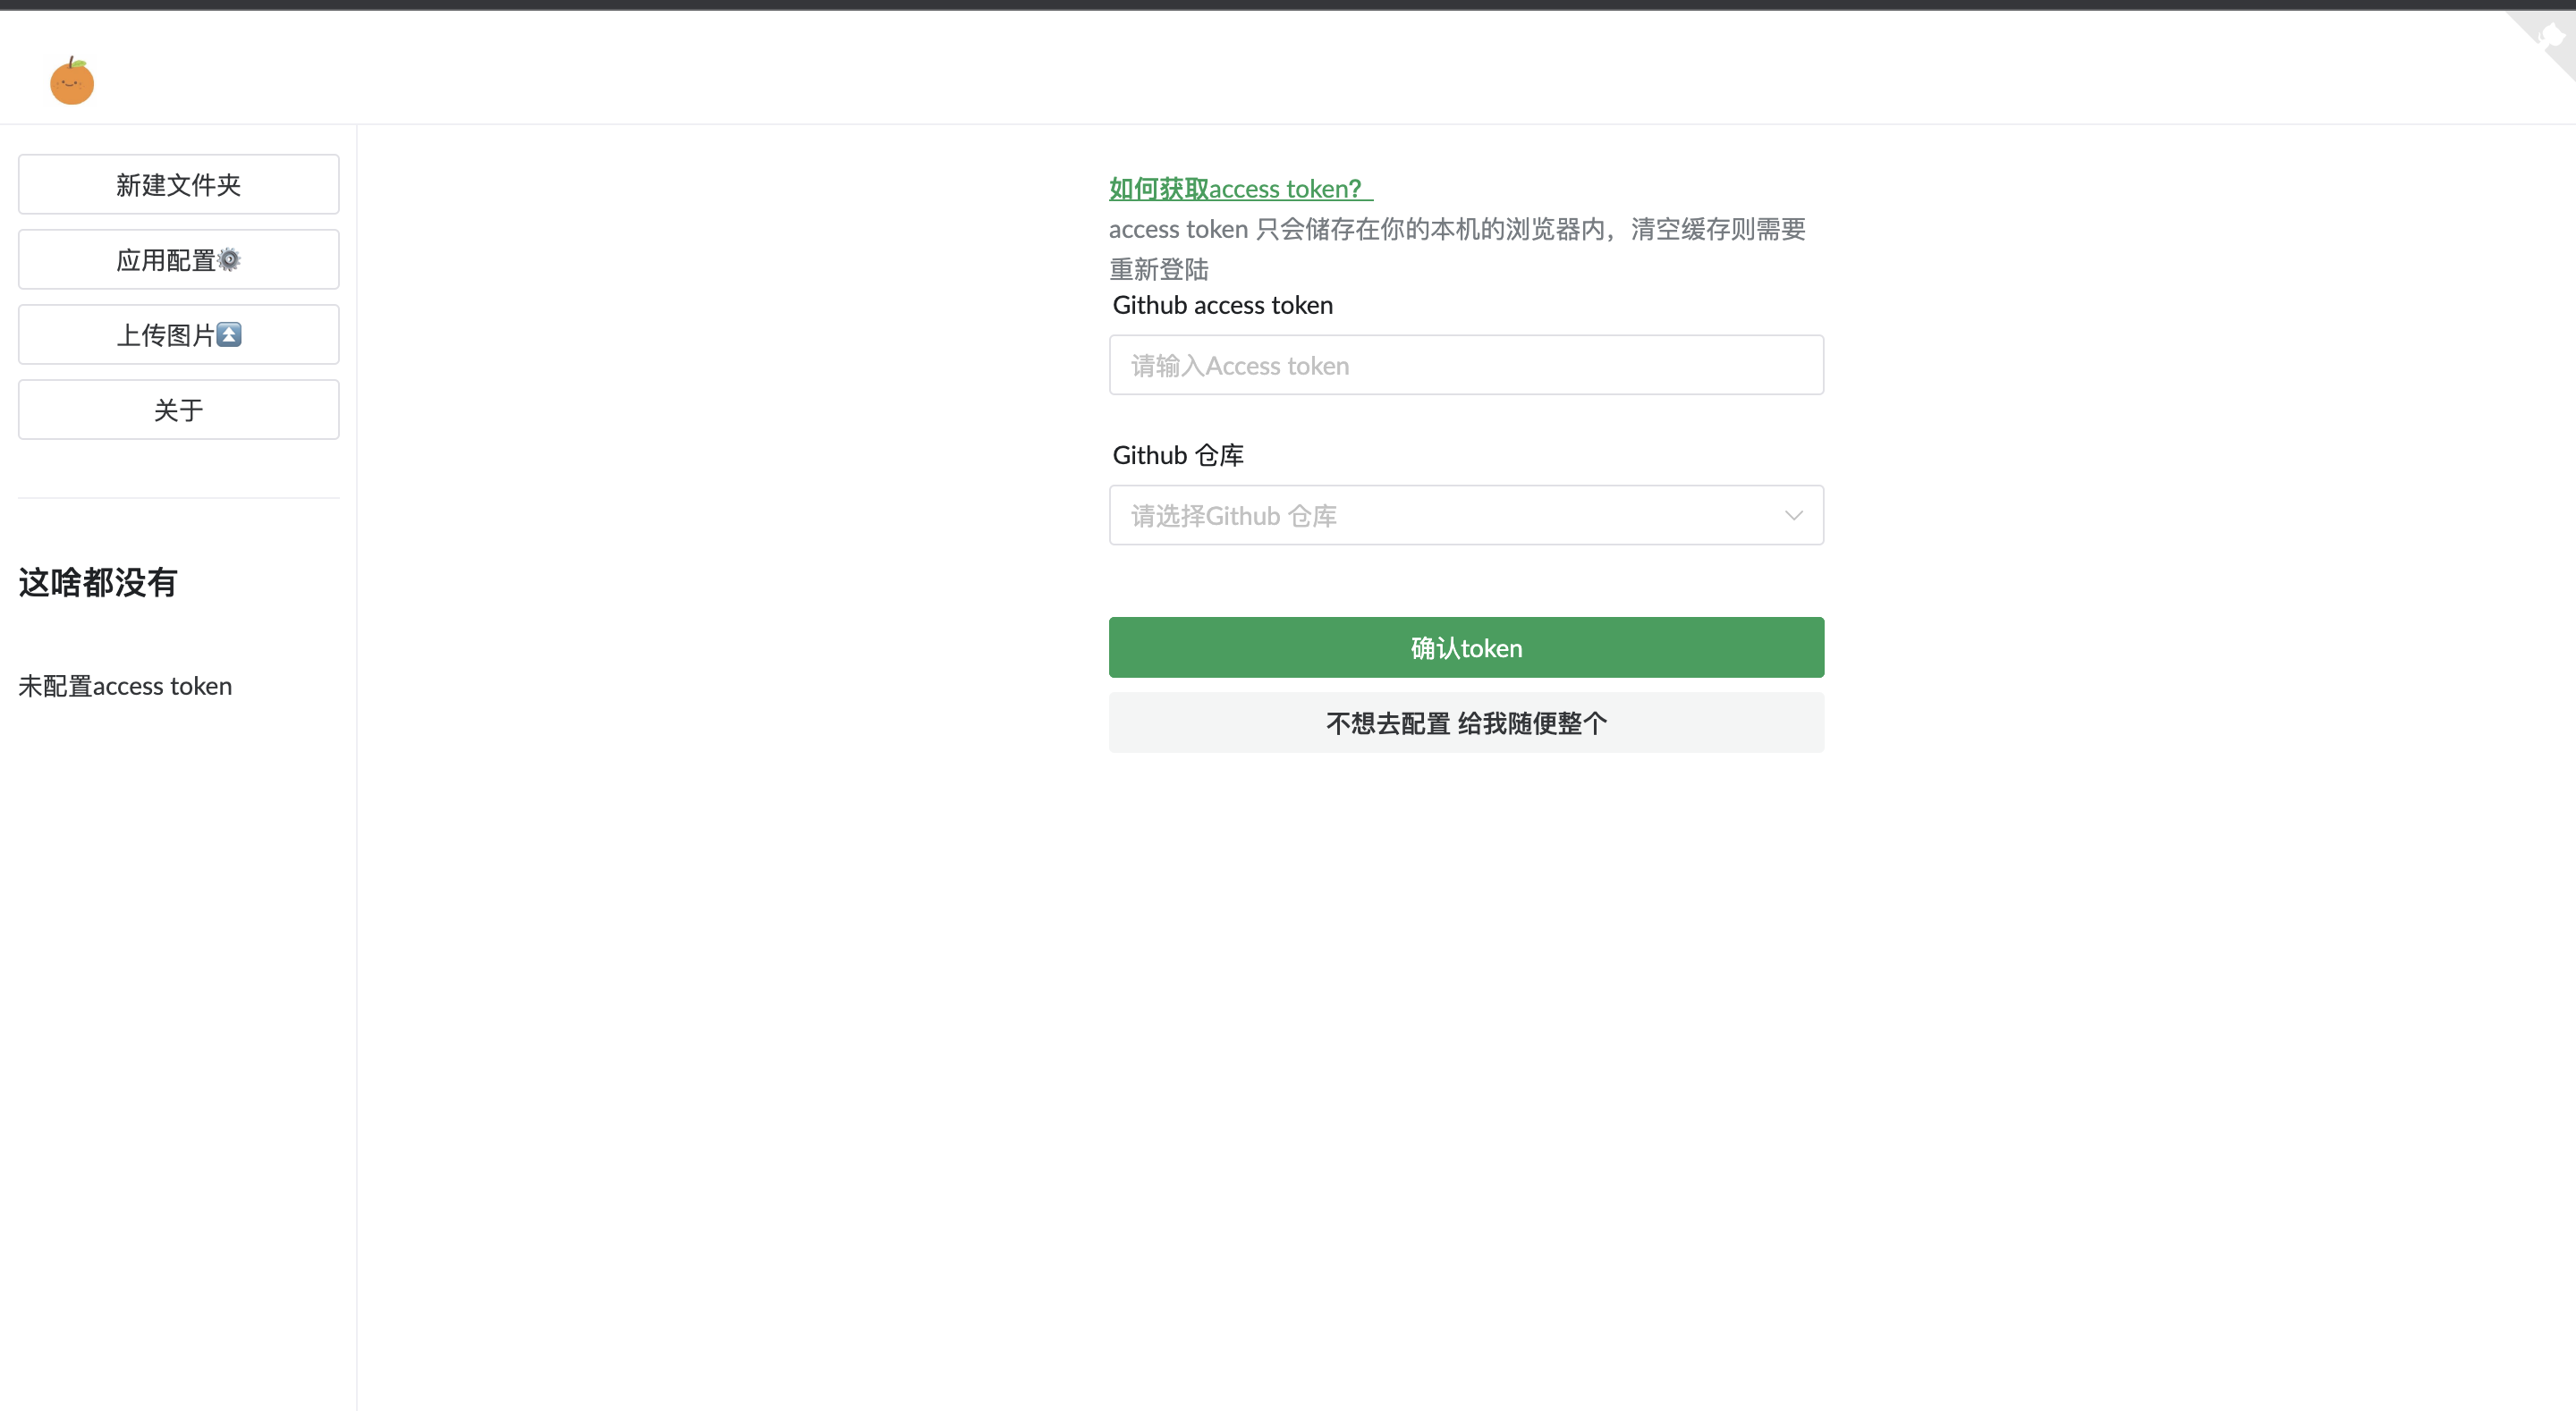 新建文件夹
应用配置⚙️
上传图片⏫
关于
这啥都没有
未配置access token
如何获取access token？
access token 只会储存在你的本机的浏览器内，清空缓存则需要
重新登陆
Github access token
请输入Access token
Github 仓库
请选择Github 仓库
确认token
不想去配置 给我随便整个